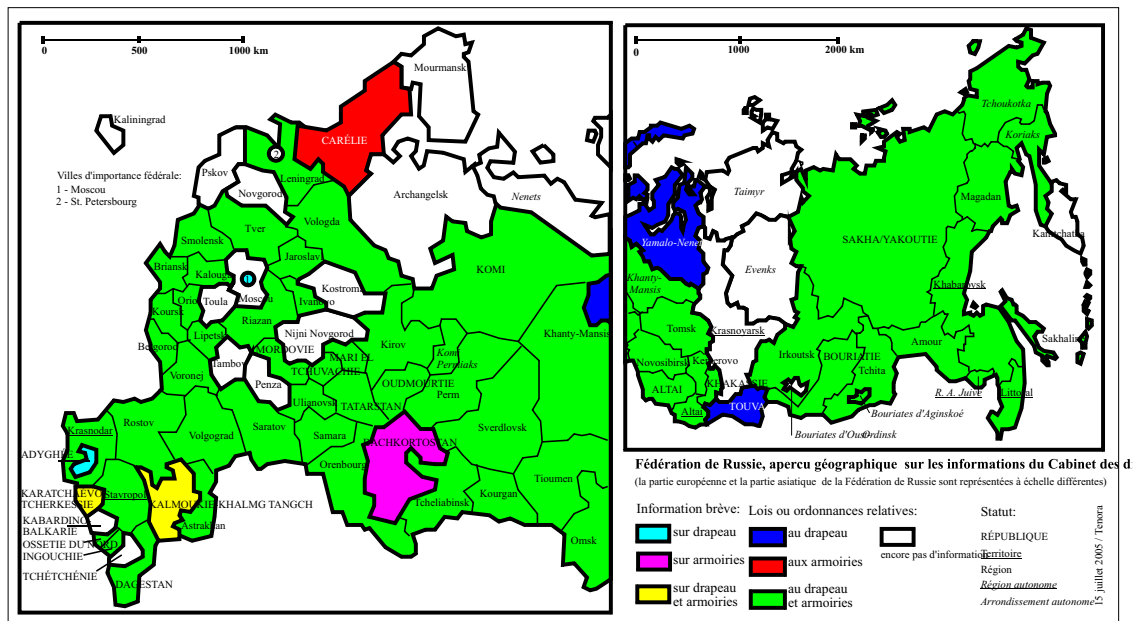 0 500 1000 km
Mourmansk
Kaliningrad
CARÉLIE
2
Pskov
Leningrad
Villes d'importance fédérale:
1 - Moscou
2 - St. Petersbourg
Novgorod
Archangelsk
Nenets
Vologda
Tver
Smolensk
Jaroslav
KOMI
Briansk
Kalouga
1
Kostroma
Moscou
Orio
Toula
Ivanovo
Koursk
Riazan
Nijni Novgorod
Khanty-Mansis
Lipetsk
Belgorod
MORDOVIE
MARI EL
Kirov
Komi
Permiaks
Tambov
TCHUVACHIE
Voronej
Penza
OUDMOURTIE
Perm
Ulianovsk
TATARSTAN
Krasnodar
Rostov
Volgograd
Saratov
Samara
BACHKORTOSTAN
Sverdlovsk
ADYGHÉE
Orenbourg
Tioumen
KARATCHAEVO
TCHERKESSIE
Stavropol
KALMOUKIE KHALMG TANGCH
Tcheliabinsk
Kourgan
KABARDINO
BALKARIE
Astrakhan
OSSETIE DU NORD
INGOUCHIE
Omsk
TCHÉTCHÉNIE
DAGESTAN
0 1000 2000 km
Tchoukotka
Koriaks
Taimyr
Magadan
Yamalo-Nenets
SAKHA/YAKOUTIE
Kamtchatka
Evenks
Khanty-
Mansis
Khabarovsk
Tomsk
Krasnoyarsk
Sakhaline
Amour
Novosibirsk
Kemerovo
Irkoutsk
BOURIATIE
Tchita
ALTAI
KHAKASSIE
R. A. Juive
Littoral
Altai
TOUVA
Bouriates d'Aginskoé
Bouriates d'Oust-Ordinsk
Fédération de Russie, apercu géographique sur les informations du Cabinet des d
(la partie européenne et la partie asiatique de la Fédération de Russie sont représentées à échelle différentes)
Information brève:
sur drapeau
sur armoiries
sur drapeau
et armoiries
Lois ou ordonnances relatives:
au drapeau
aux armoiries
au drapeau
et armoiries
encore pas d'information
Statut:
RÉPUBLIQUE
Territoire
Région
Région autonome
Arrondissement autonome
15 juillet 2005 / Tenora